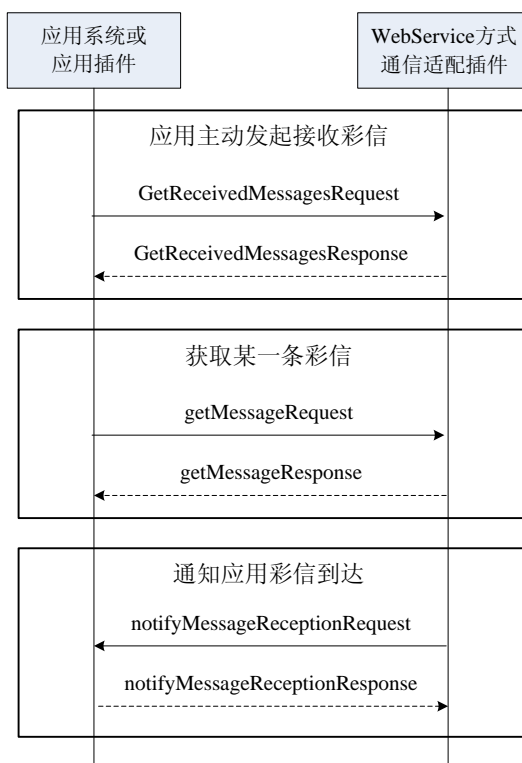 应用系统或
应用插件
WebService方式
通信适配插件
应用主动发起接收彩信
GetReceivedMessagesRequest
GetReceivedMessagesResponse
获取某一条彩信
getMessageRequest
getMessageResponse
通知应用彩信到达
notifyMessageReceptionRequest
notifyMessageReceptionResponse